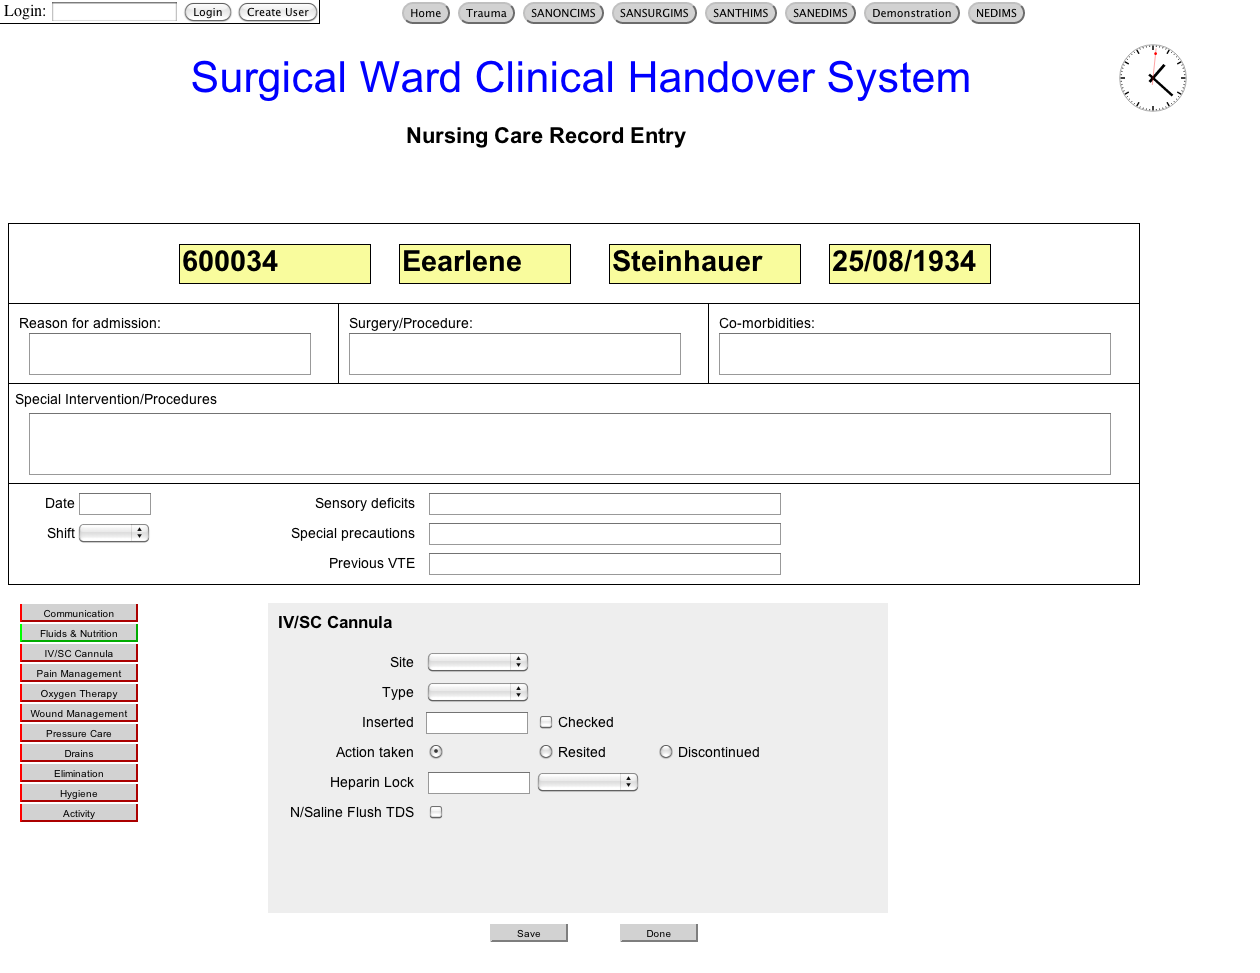 Login: Login Create User Home Trauma SANONCIMS SANSURGIMS SANTHIMS SANEDIMS Demonstration NEDIMS
Surgical Ward Clinical Handover System
Nursing Care Record Entry
600034 Eearlene Steinhauer 25/08/1934
Reason for admission: Surgery/Procedure: Co-morbidities:
Special Intervention/Procedures
Date Sensory deficits
Shift Special precautions
Previous VTE
Communication
Fluids & Nutrition
IV/SC Cannula
Pain Management
Oxygen Therapy
Wound Management
Pressure Care
Drains
Elimination
Hygiene
Activity
IV/SC Cannula
Site
Type
Inserted Checked
Action taken Resited Discontinued
Heparin Lock
N/Saline Flush TDS
Save Done